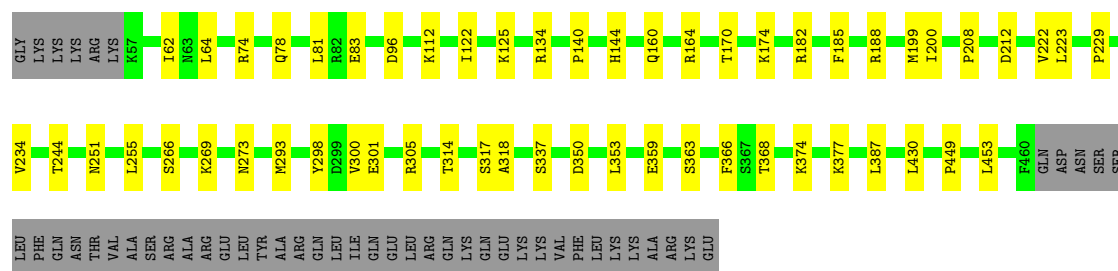 GLY LYS LYS LYS ARG LYS K57 I62 N63 L64 R74 Q78 L81 R82 E83 D96 K112 I122 K125 R134 P140 H144 Q160 R164 T170 K174 R182 F185 R188 M199 I200 P208 D212 V222 L223 P229
V234 T244 N251 L255 S266 K269 N273 M293 Y298 D299 V300 E301 R305 T314 S317 A318 S337 D350 L353 E359 S363 F366 S367 T368 K374 K377 L387 L430 P449 L453 F460 GLN ASP ASN SER SER
LEU PHE GLN ASN THR VAL ALA SER ARG ALA ARG GLU LEU TYR ALA ARG GLN LEU ILE GLN GLU LEU ARG GLN LYS GLN GLU LYS LYS VAL PHE LEU LYS LYS ALA ARG LYS GLU